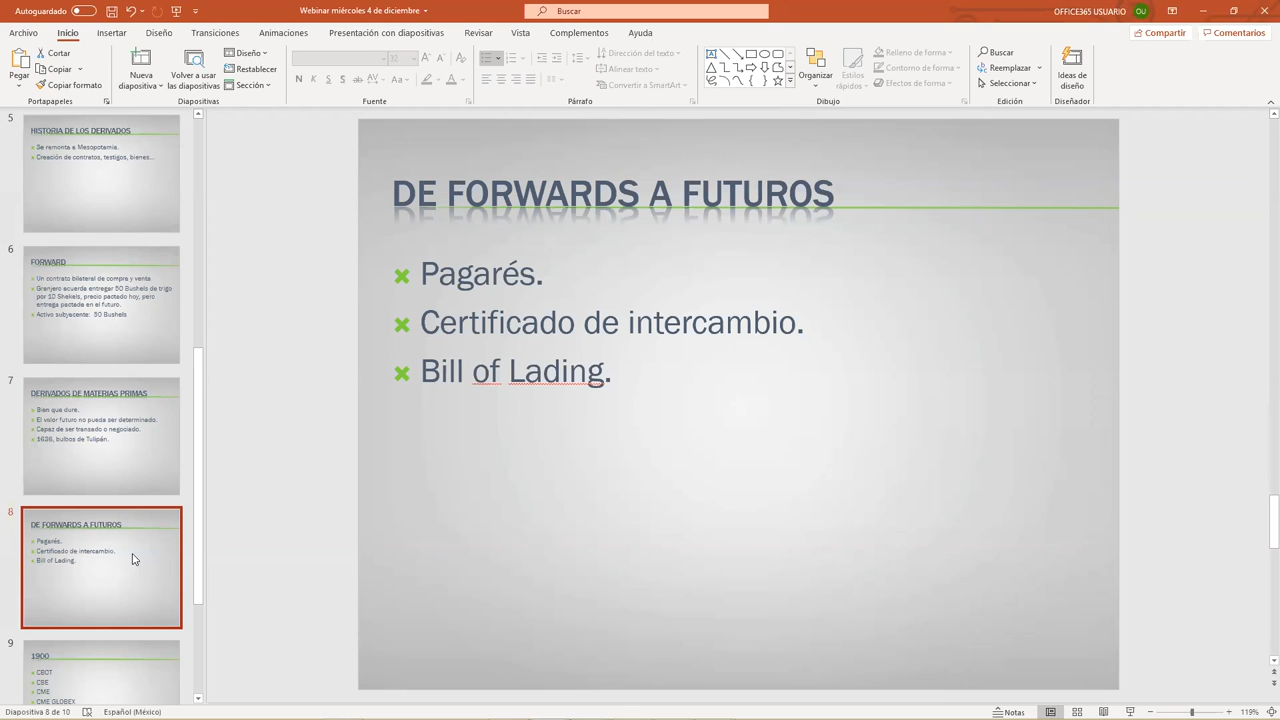 Autoguardado
Webinar miércoles 4 de diciembre
Buscar
OFFICE365 USUARIO
OU
Archivo
Inicio
Insertar
Diseño
Transiciones
Animaciones
Presentación con diapositivas
Revisar
Vista
Complementos
Ayuda
Compartir
Comentarios
Pegar
Cortar
Copiar
Copiar formato
Portapapeles
Nueva diapositiva
Volver a usar las diapositivas
Diseño
Restablecer
Sección
Diapositivas
32
N K S S ab AV Aa A
Fuente
Dirección del texto
Alinear texto
Convertir a SmartArt
Párrafo
Organizar
Estilos rápidos
Relleno de forma
Contorno de forma
Efectos de forma
Dibujo
Buscar
Reemplazar
Seleccionar
Edición
Ideas de diseño
Diseñador
5
HISTORIA DE LOS DERIVADOS
Se remonta a Mesopotamia.
Creación de contratos, testigos, bienes...
6
FORWARD
Un contrato bilateral de compra y venta
Granjero acuerda entregar 50 Bushels de trigo
por 10 Shekels, precio pactado hoy, pero
entrega pactada en el futuro.
Activo subyacente: 50 Bushels
7
DERIVADOS DE MATERIAS PRIMAS
Bien que dure.
El valor futuro no pueda ser determinado.
Capaz de ser transado o negociado.
1636, bulbos de Tulipán.
8
DE FORWARDS A FUTUROS
Pagarés.
Certificado de intercambio.
Bill of Lading.
9
1900
CBOT
CBE
CME
CME GLOBEX
DE FORWARDS A FUTUROS
Pagarés.
Certificado de intercambio.
Bill of Lading.
Diapositiva 8 de 10
Español (México)
Notas
119%